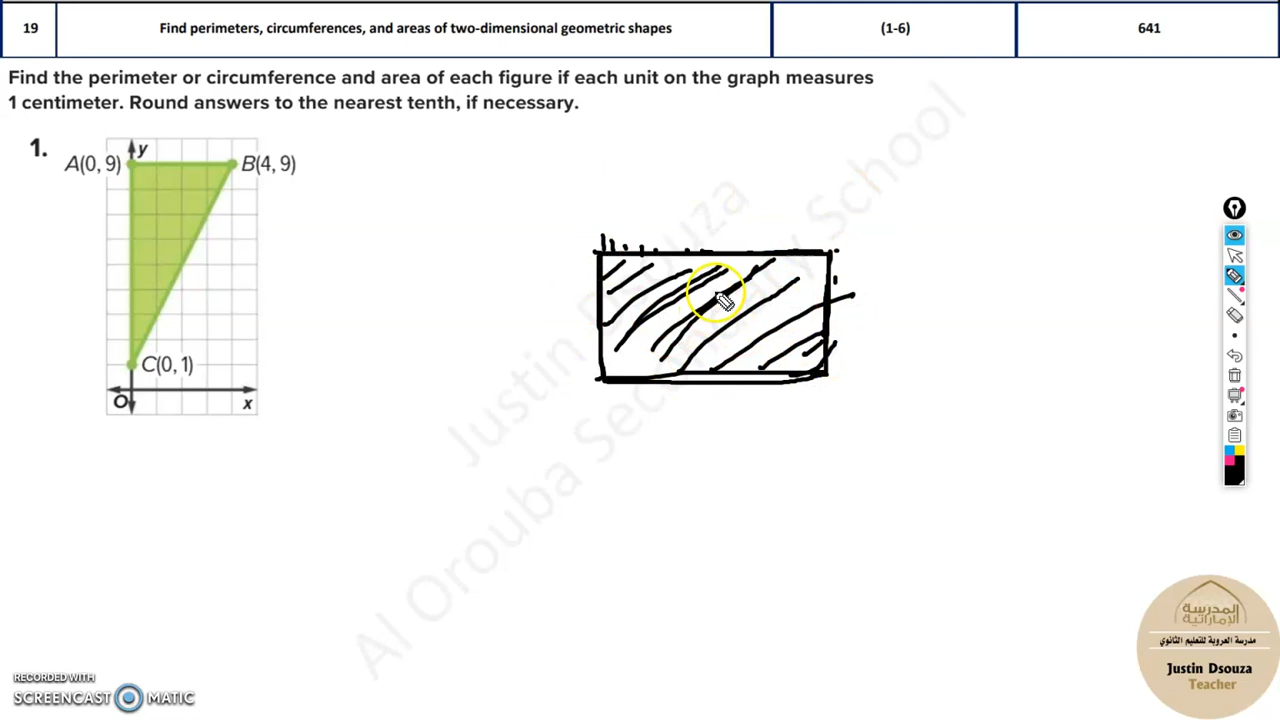 19 Find perimeters, circumferences, and areas of two-dimensional geometric shapes (1-6) 641
Find the perimeter or circumference and area of each figure if each unit on the graph measures
1 centimeter. Round answers to the nearest tenth, if necessary.
1.
y
A(0, 9)
B(4, 9)
C(0, 1)
O
x
Justin Dsouza
Al Orouba Secondary School
المدرسة
الإماراتية
مدرسة العروبة للتعليم الثانوي
Justin Dsouza
Teacher
RECORDED WITH
SCREENCAST MATIC